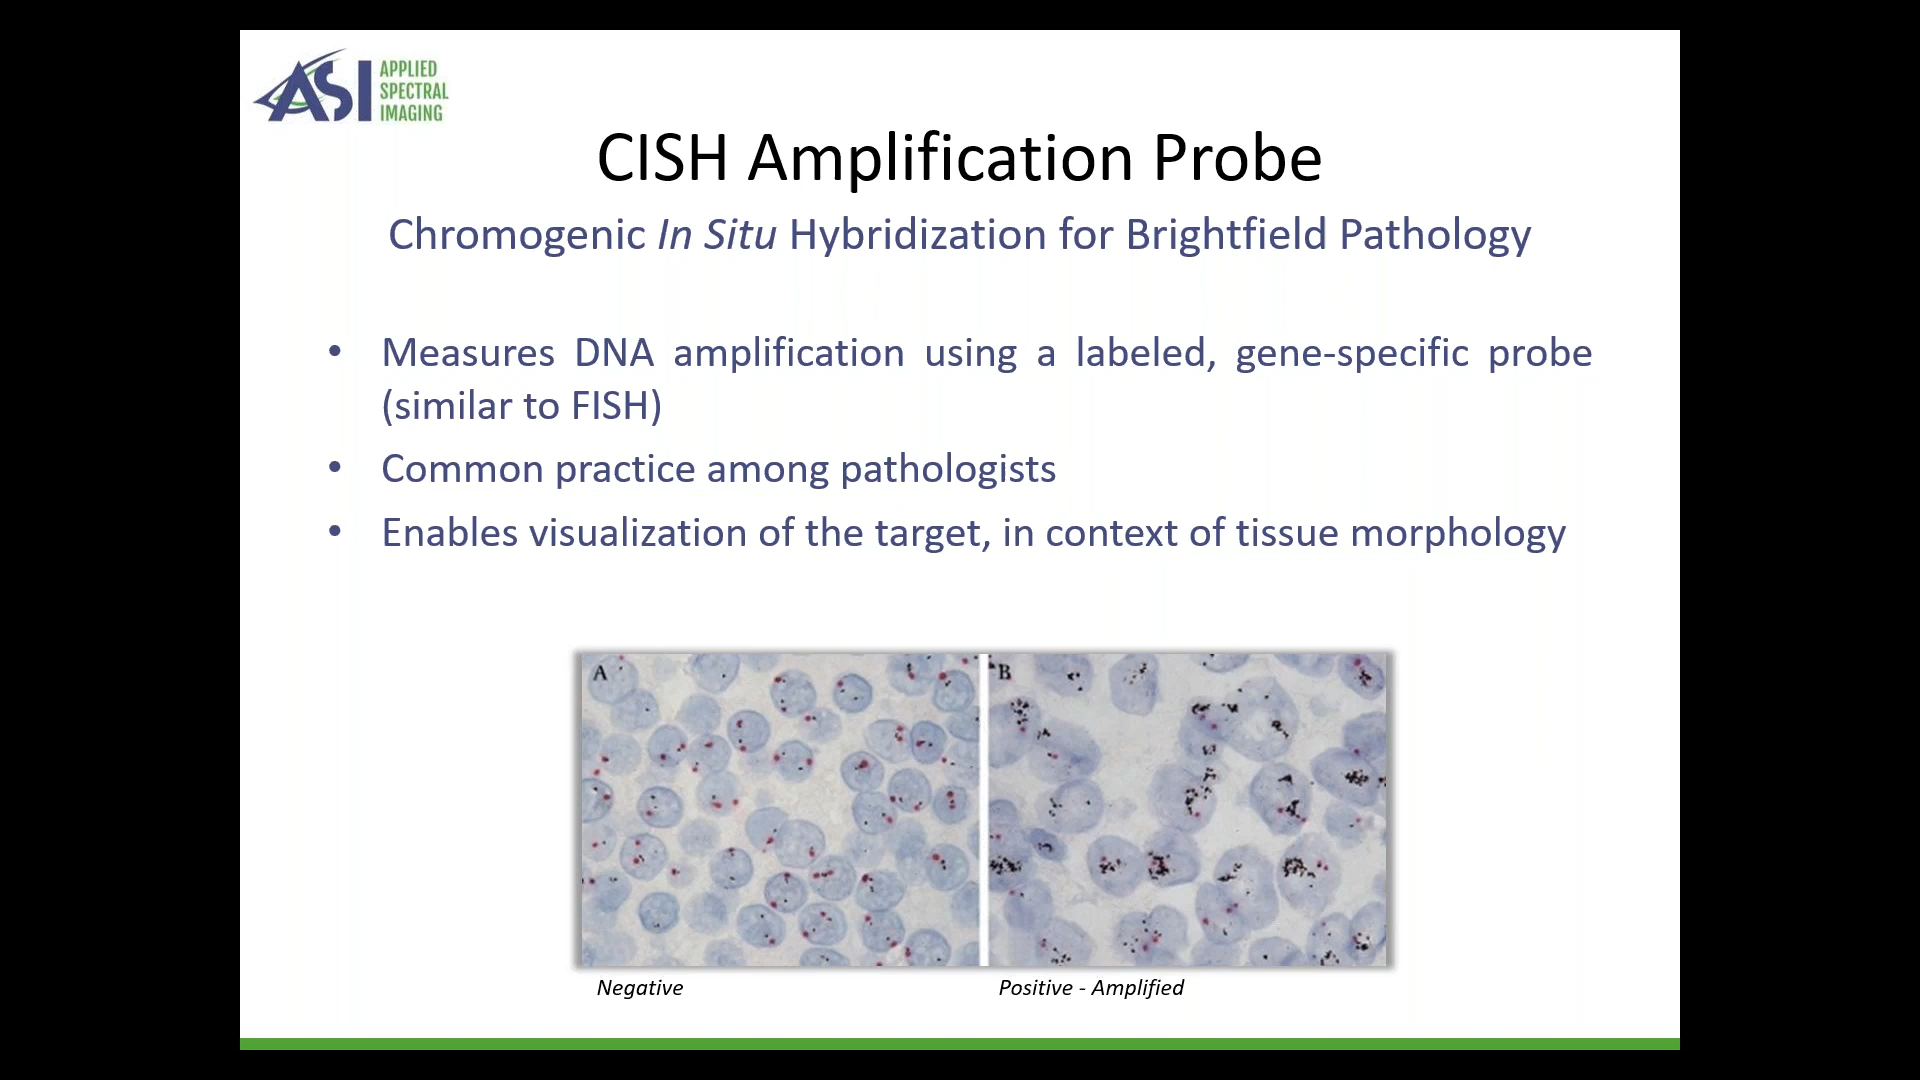 ASI APPLIED
SPECTRAL
IMAGING
CISH Amplification Probe
Chromogenic In Situ Hybridization for Brightfield Pathology
• Measures DNA amplification using a labeled, gene-specific probe
(similar to FISH)
• Common practice among pathologists
• Enables visualization of the target, in context of tissue morphology
A
B
Negative
Positive - Amplified